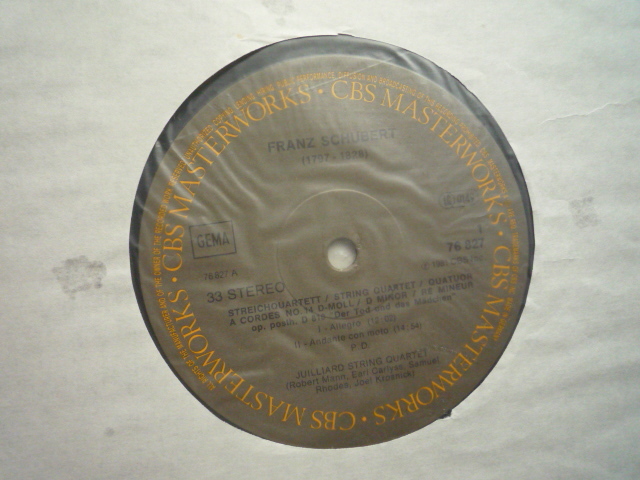 CBS MASTERWORKS · CBS MASTERWORKS · CBS MASTERWORKS · CBS MASTERWORKS ·
FRANZ SCHUBERT
(1797 - 1828)
GEMA
1
76 827
76 827 A
33 STEREO
STREICHQUARTETT / STRING QUARTET / QUATUOR
A CORDES NO. 14 D-MOLL / D MINOR / RE MINEUR
op. posth. D 810 "Der Tod und das Mädchen"
I - Allegro
II - Andante con moto
P. D.
JUILLIARD STRING QUARTET
(Robert Mann, Earl Carlyss, Samuel
Rhodes, Joel Krosnick)